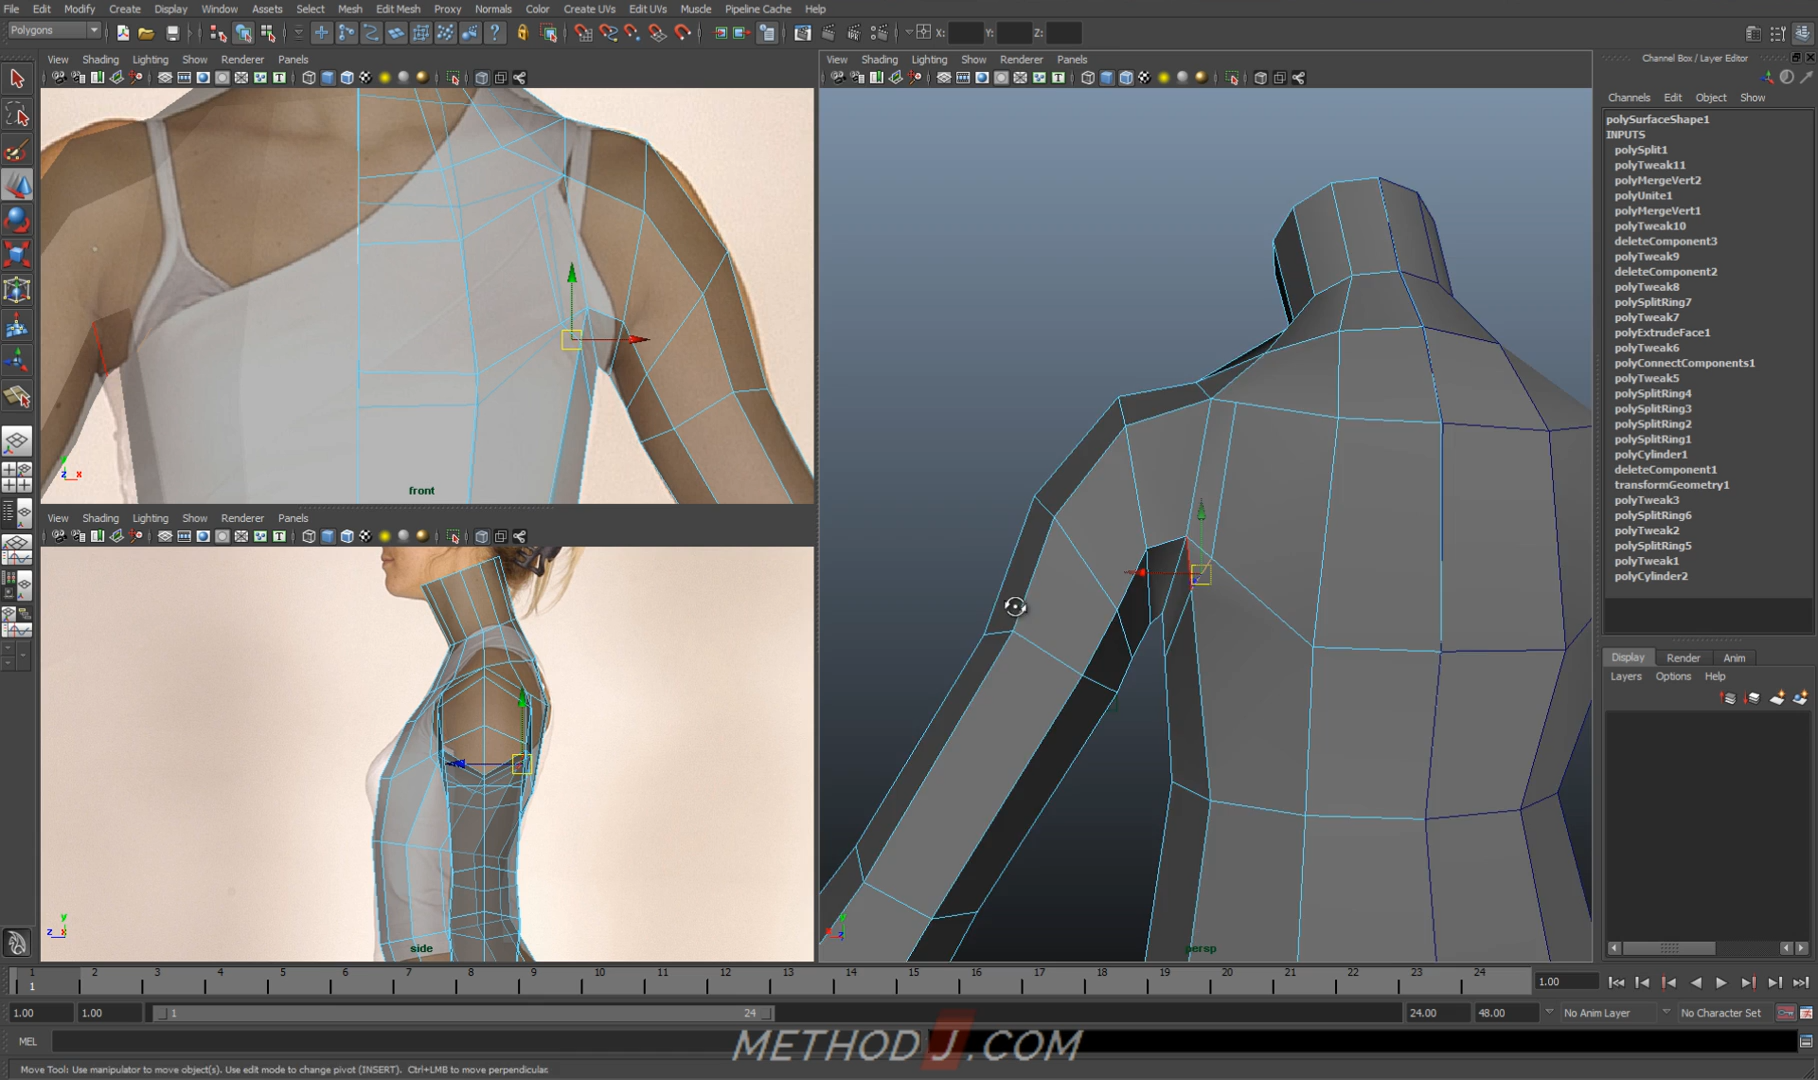 File Edit Modify Create Display Window Assets Select Mesh Edit Mesh Proxy Normals Color Create UVs Edit UVs Muscle Pipeline Cache Help
Polygons
X: Y: Z:
View Shading Lighting Show Renderer Panels
View Shading Lighting Show Renderer Panels
front
View Shading Lighting Show Renderer Panels
side
persp
Channel Box / Layer Editor
Channels Edit Object Show
polySurfaceShape1
INPUTS
polySplit1
polyTweak11
polyMergeVert2
polyUnite1
polyMergeVert1
polyTweak10
deleteComponent3
polyTweak9
deleteComponent2
polyTweak8
polySplitRing7
polyTweak7
polyExtrudeFace1
polyTweak6
polyConnectComponents1
polyTweak5
polySplitRing4
polySplitRing3
polySplitRing2
polySplitRing1
polyCylinder1
deleteComponent1
transformGeometry1
polyTweak3
polySplitRing6
polyTweak2
polySplitRing5
polyTweak1
polyCylinder2
Display Render Anim
Layers Options Help
1 2 3 4 5 6 7 8 9 10 11 12 13 14 15 16 17 18 19 20 21 22 23 24
1 1.00
1.00 1.00 1 24 24.00 48.00 No Anim Layer No Character Set
MEL
METHODJ.COM
Move Tool: Use manipulator to move object(s). Use edit mode to change pivot (INSERT). Ctrl+LMB to move perpendicular.